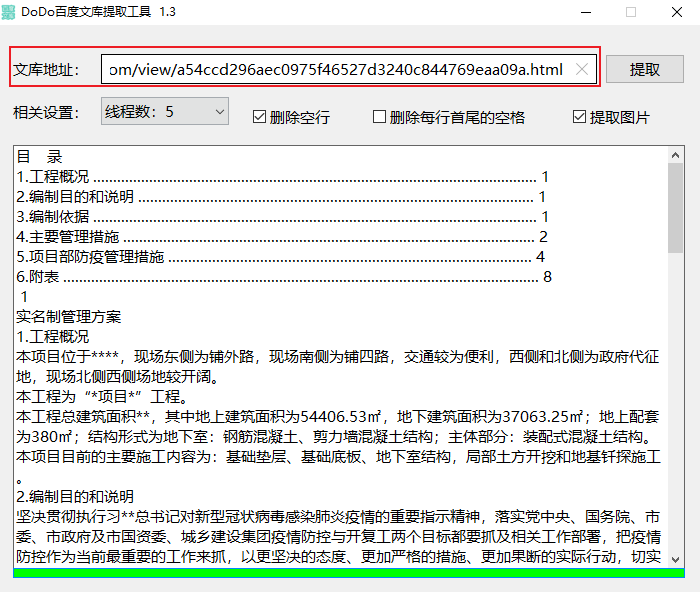 DoDo百度文库提取工具 1.3
文库地址： om/view/a54ccd296aec0975f46527d3240c844769eaa09a.html 提取
相关设置： 线程数：5 删除空行 删除每行首尾的空格 提取图片
目 录
1.工程概况 ........................................................................................................ 1
2.编制目的和说明 ............................................................................................. 1
3.编制依据 ........................................................................................................ 1
4.主要管理措施 ................................................................................................. 2
5.项目部防疫管理措施 ...................................................................................... 4
6.附表 ............................................................................................................... 8
1
实名制管理方案
1.工程概况
本项目位于****，现场东侧为铺外路，现场南侧为铺四路，交通较为便利，西侧和北侧为政府代征
地，现场北侧西侧场地较开阔。
本工程为“*项目*”工程。
本工程总建筑面积**，其中地上建筑面积为54406.53㎡，地下建筑面积为37063.25㎡；地上配套
为380㎡；结构形式为地下室：钢筋混凝土、剪力墙混凝土结构；主体部分：装配式混凝土结构。
本项目目前的主要施工内容为：基础垫层、基础底板、地下室结构，局部土方开挖和地基钎探施工
。
2.编制目的和说明
坚决贯彻执行习**总书记对新型冠状病毒感染肺炎疫情的重要指示精神，落实党中央、国务院、市
委、市政府及市国资委、城乡建设集团疫情防控与开复工两个目标都要抓及相关工作部署，把疫情
防控作为当前最重要的工作来抓，以更坚决的态度、更加严格的措施、更加果断的实际行动，切实